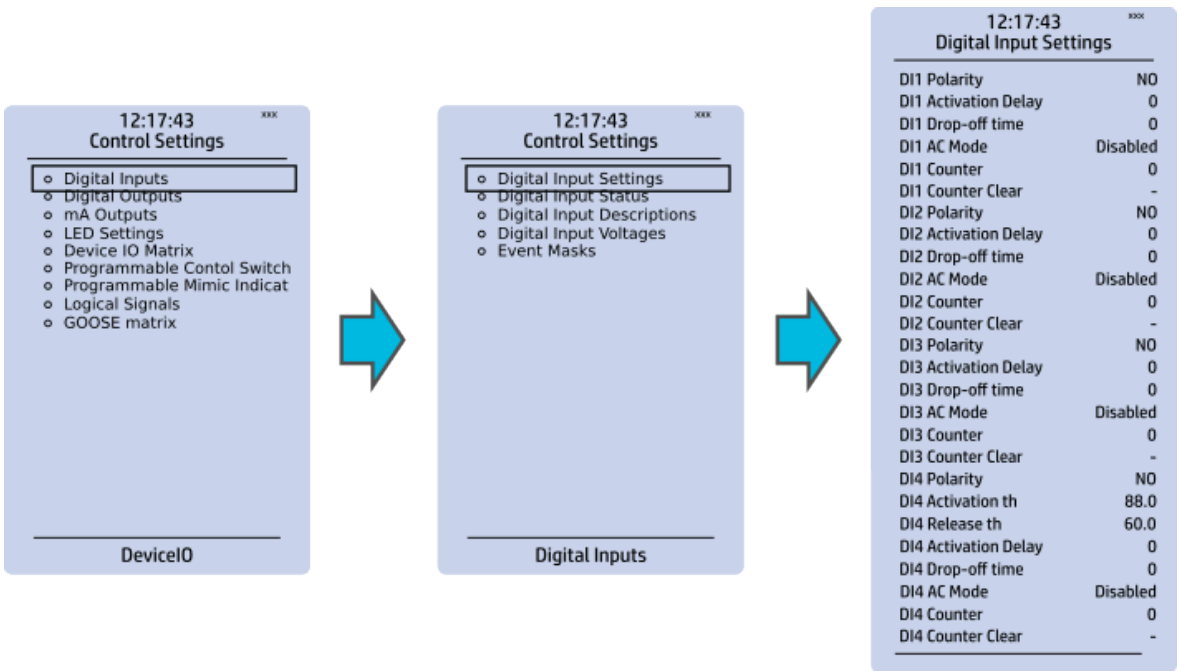 12:17:43 xxx
Control Settings
Digital Inputs
Digital Outputs
mA Outputs
LED Settings
Device IO Matrix
Programmable Contol Switch
Programmable Mimic Indicat
Logical Signals
GOOSE matrix
DeviceIO
12:17:43 xxx
Control Settings
Digital Input Settings
Digital Input Status
Digital Input Descriptions
Digital Input Voltages
Event Masks
Digital Inputs
12:17:43 xxx
Digital Input Settings
DI1 Polarity NO
DI1 Activation Delay 0
DI1 Drop-off time 0
DI1 AC Mode Disabled
DI1 Counter 0
DI1 Counter Clear -
DI2 Polarity NO
DI2 Activation Delay 0
DI2 Drop-off time 0
DI2 AC Mode Disabled
DI2 Counter 0
DI2 Counter Clear -
DI3 Polarity NO
DI3 Activation Delay 0
DI3 Drop-off time 0
DI3 AC Mode Disabled
DI3 Counter 0
DI3 Counter Clear -
DI4 Polarity NO
DI4 Activation th 88.0
DI4 Release th 60.0
DI4 Activation Delay 0
DI4 Drop-off time 0
DI4 AC Mode Disabled
DI4 Counter 0
DI4 Counter Clear -